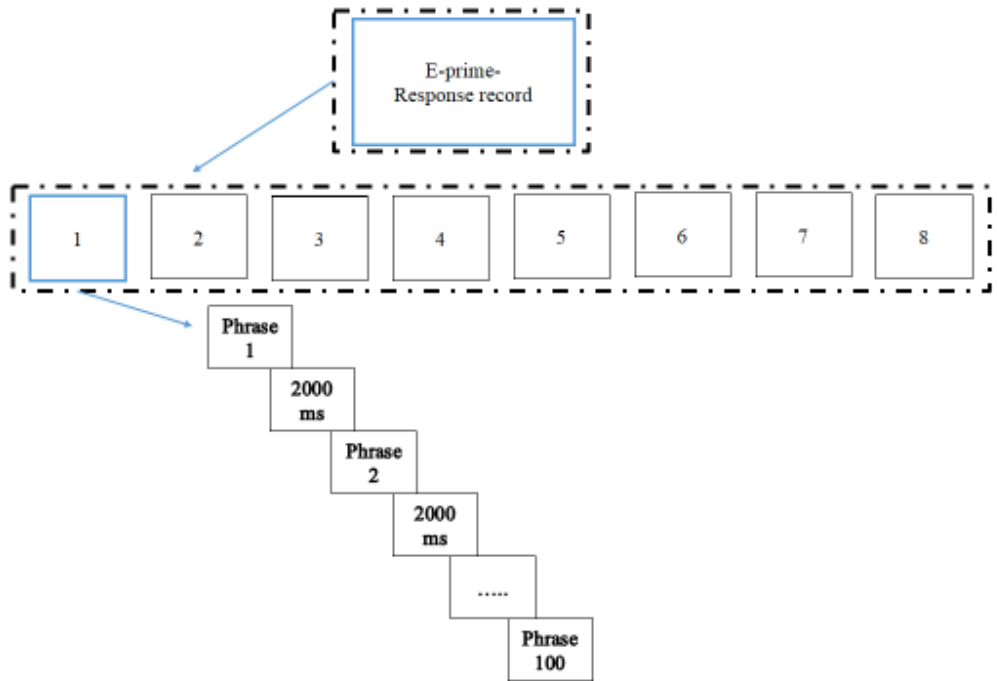 E-prime-
Response record
1 2 3 4 5 6 7 8
Phrase
1
2000
ms
Phrase
2
2000
ms
.....
Phrase
100